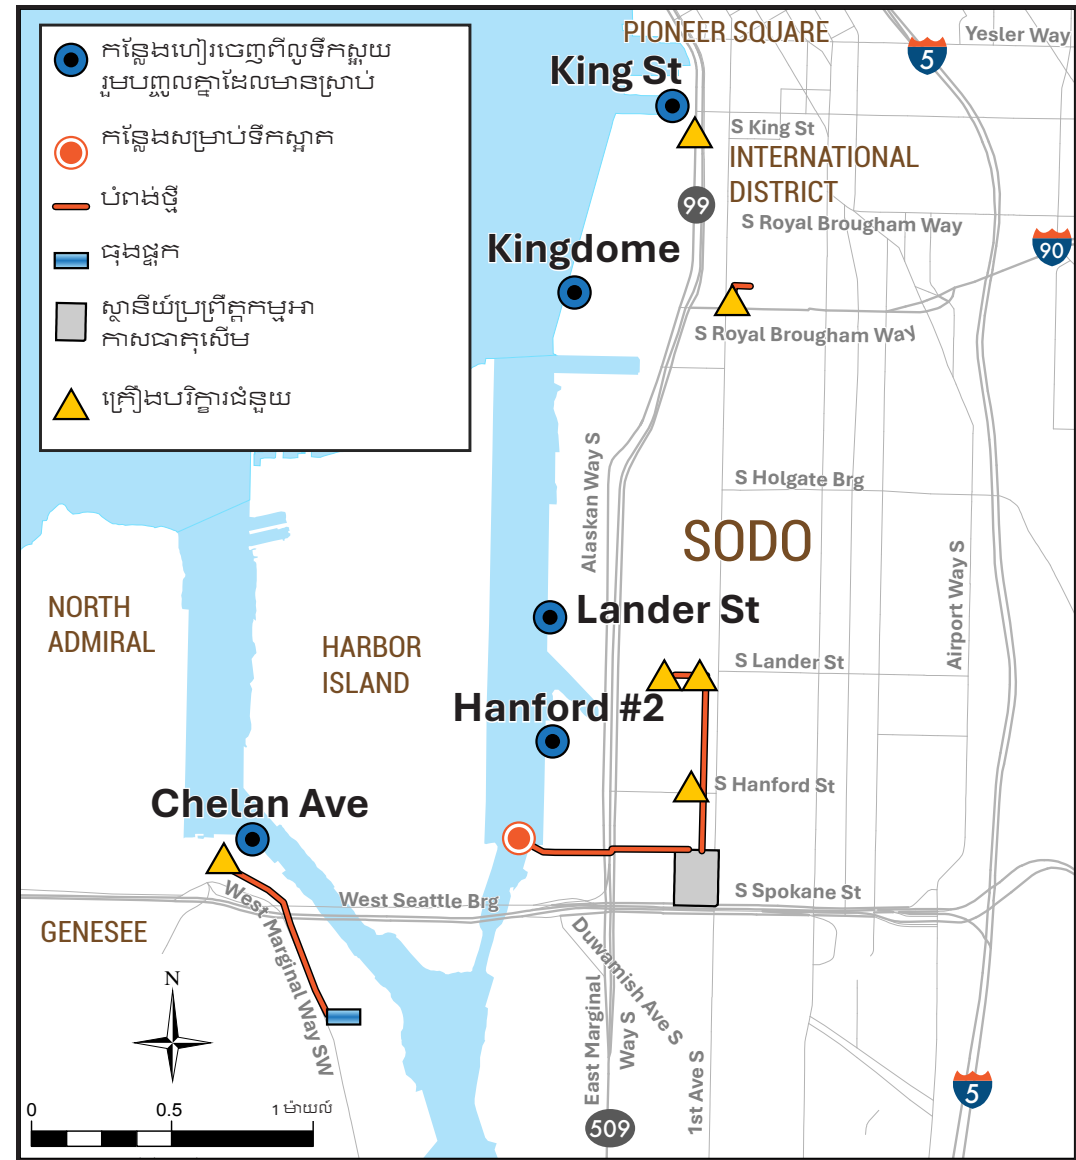 កន្លែងហៀរចេញពីលូទឹកស្អុយ
រួមបញ្ចូលគ្នាដែលមានស្រាប់
កន្លែងសម្រាប់ទឹកស្អាត
បំពង់ថ្មី
ធុងផ្ទុក
ស្ថានីយ៍ប្រព្រឹត្តកម្មអា
កាសធាតុសើម
គ្រឿងបរិក្ខារជំនួយ
PIONEER SQUARE
Yesler Way
5
King St
S King St
INTERNATIONAL
DISTRICT
99
S Royal Brougham Way
90
Kingdome
S Royal Brougham Way
Alaskan Way S
S Holgate Brg
SODO
Airport Way S
NORTH
ADMIRAL
HARBOR
ISLAND
Lander St
S Lander St
Hanford #2
S Hanford St
Chelan Ave
West Seattle Brg
S Spokane St
GENESEE
West Marginal Way SW
Duwamish Ave S
East Marginal
Way S
1st Ave S
N
5
509
0
0.5
1 ម៉ាយល៍